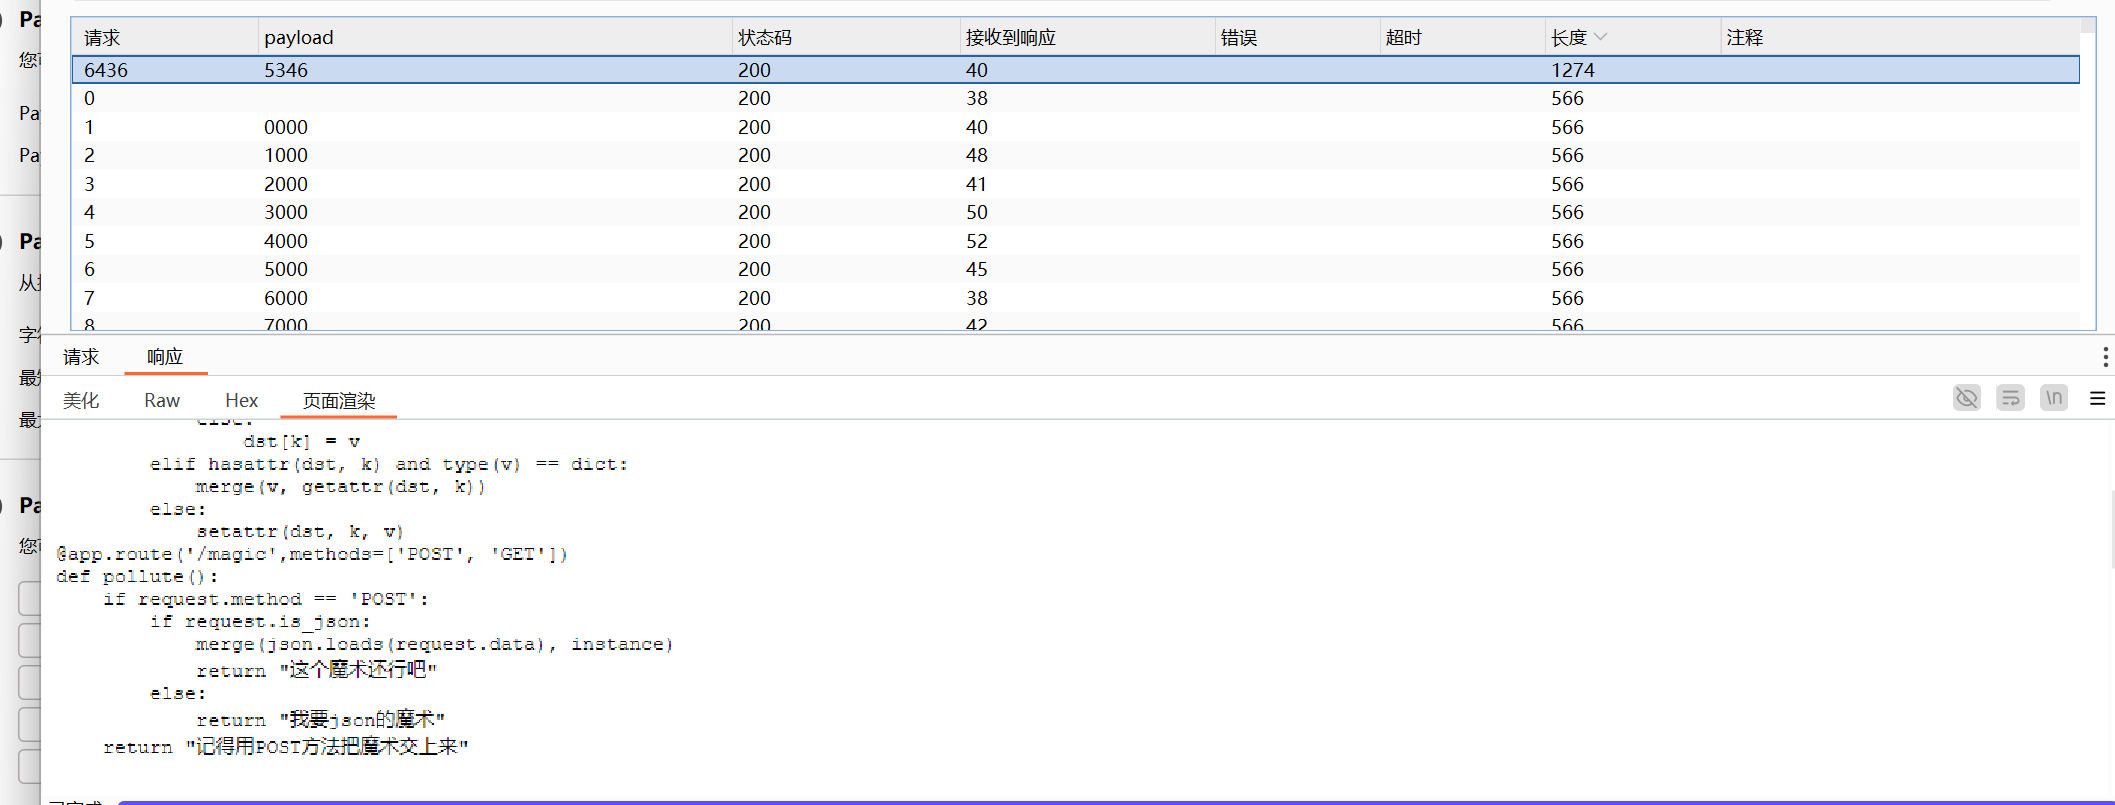 Pa
您
Pa
Pa
Pa
从
字
最
最
Pa
您
请求 payload 状态码 接收到响应 错误 超时 长度 注释
6436 5346 200 40 1274
0 200 38 566
1 0000 200 40 566
2 1000 200 48 566
3 2000 200 41 566
4 3000 200 50 566
5 4000 200 52 566
6 5000 200 45 566
7 6000 200 38 566
8 7000 200 42 566
请求 响应
美化 Raw Hex 页面渲染 \n
else:
dst[k] = v
elif hasattr(dst, k) and type(v) == dict:
merge(v, getattr(dst, k))
else:
setattr(dst, k, v)
@app.route('/magic',methods=['POST', 'GET'])
def pollute():
if request.method == 'POST':
if request.is_json:
merge(json.loads(request.data), instance)
return "这个魔术还行吧"
else:
return "我要json的魔术"
return "记得用POST方法把魔术交上来"